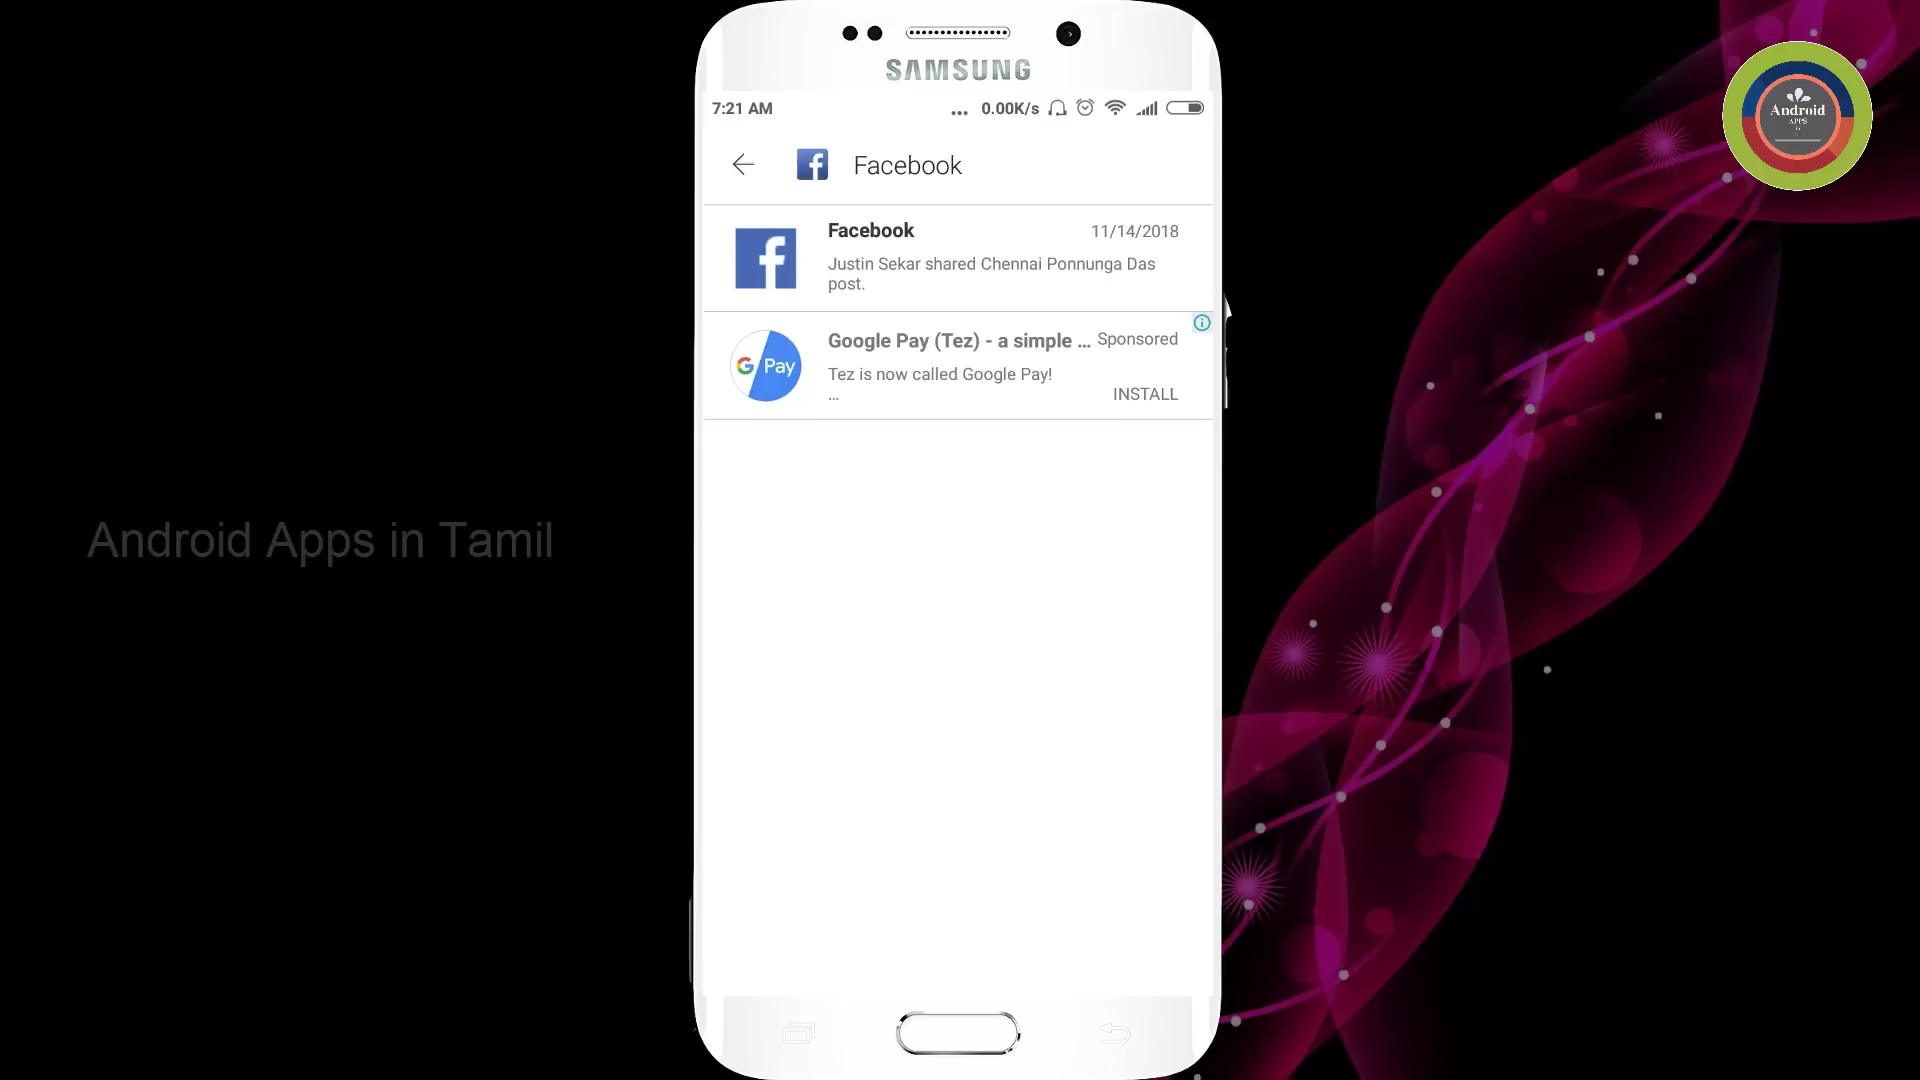 SAMSUNG
7:21 AM
... 0.00K/s
Facebook
Facebook
11/14/2018
Justin Sekar shared Chennai Ponnunga Das
post.
Google Pay (Tez) - a simple ...
Sponsored
G Pay
Tez is now called Google Pay!
...
INSTALL
Android Apps in Tamil
Android
APPS